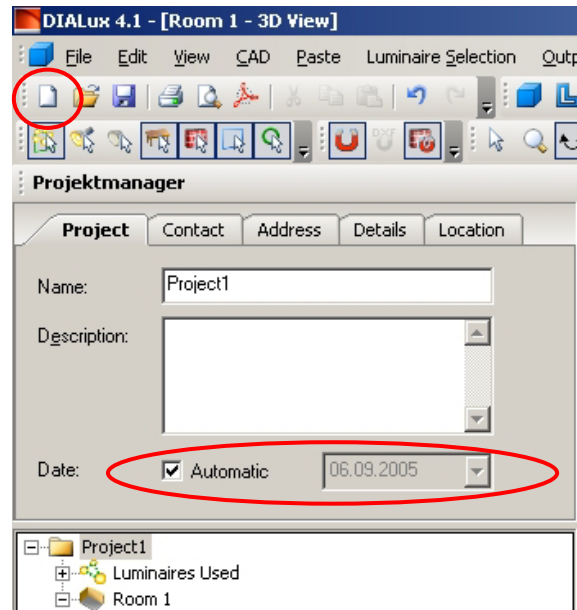 DIALux 4.1 - [Room 1 - 3D View]
File Edit View CAD Paste Luminaire Selection Outp
Projektmanager
Project Contact Address Details Location
Name: Project1
Description:
Date: Automatic 06.09.2005
Project1
Luminaires Used
Room 1